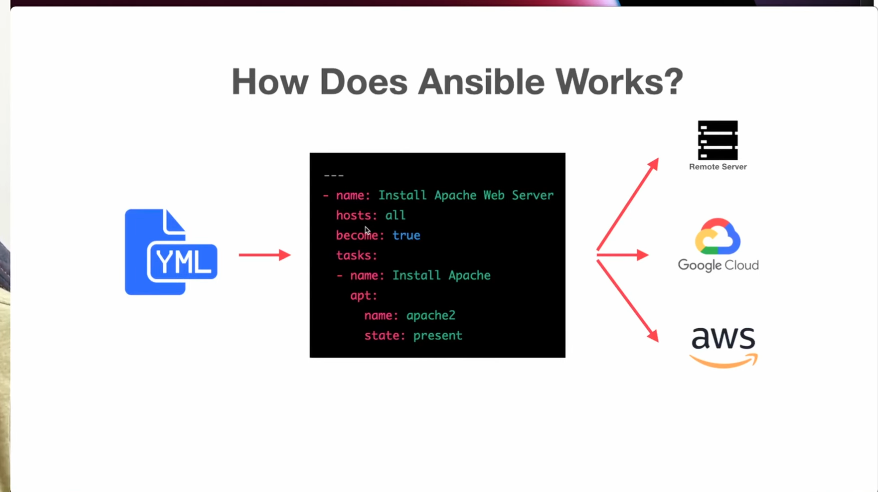 How Does Ansible Works?
YML
---
- name: Install Apache Web Server
hosts: all
become: true
tasks:
- name: Install Apache
apt:
name: apache2
state: present
Remote Server
Google Cloud
aws